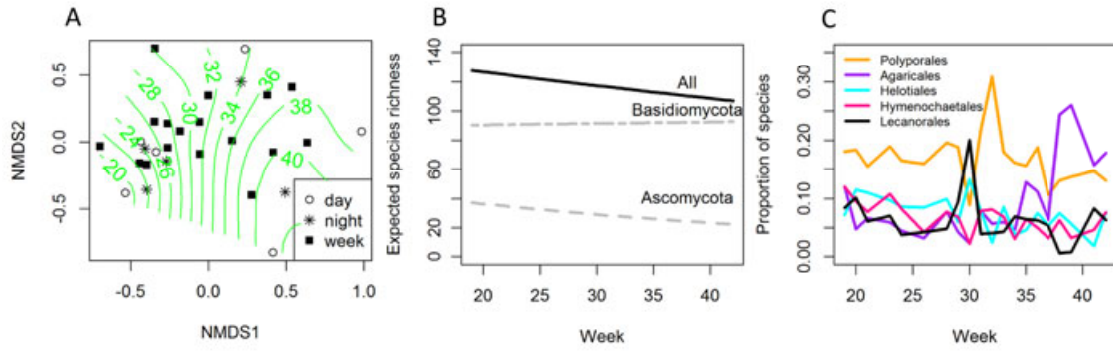 A
NMDS2
0.5
0.0
-0.5
-20
-24
26
-28
30
-32
34
36
38
40
day
night
week
-0.5
0.0
0.5
1.0
NMDS1
B
Expected species richness
140
100
80
60
40
20
0
All
Basidiomycota
Ascomycota
20
25
30
35
40
Week
C
Proportion of species
0.30
0.20
0.10
0.00
Polyporales
Agaricales
Helotiales
Hymenochaetales
Lecanorales
20
25
30
35
40
Week